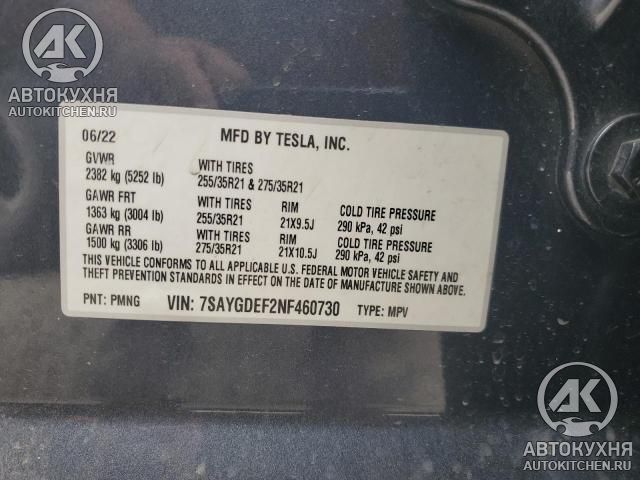 АК
АВТОКУХНЯ
AUTOKITCHEN.RU
06/22 MFD BY TESLA, INC.
GVWR WITH TIRES
2382 kg (5252 lb) 255/35R21 & 275/35R21
GAWR FRT WITH TIRES RIM COLD TIRE PRESSURE
1363 kg (3004 lb) 255/35R21 21X9.5J 290 kPa, 42 psi
GAWR RR WITH TIRES RIM COLD TIRE PRESSURE
1500 kg (3306 lb) 275/35R21 21X10.5J 290 kPa, 42 psi
THIS VEHICLE CONFORMS TO ALL APPLICABLE U.S. FEDERAL MOTOR VEHICLE SAFETY AND
THEFT PREVENTION STANDARDS IN EFFECT ON THE DATE OF MANUFACTURE SHOWN ABOVE.
PNT: PMNG VIN: 7SAYGDEF2NF460730 TYPE: MPV
АК
АВТОКУХНЯ
AUTOKITCHEN.RU